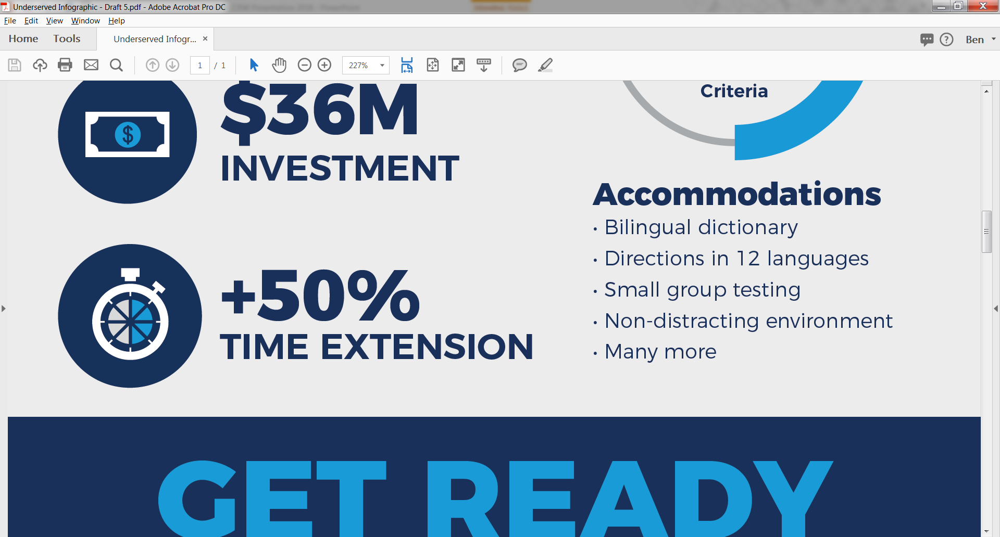 Underserved Infographic - Draft 5.pdf - Adobe Acrobat Pro DC
File Edit View Window Help
Home Tools Underserved Infogr... × Ben
1 / 1 227%
$36M
INVESTMENT
+50%
TIME EXTENSION
Criteria
Accommodations
• Bilingual dictionary
• Directions in 12 languages
• Small group testing
• Non-distracting environment
• Many more
GET READY